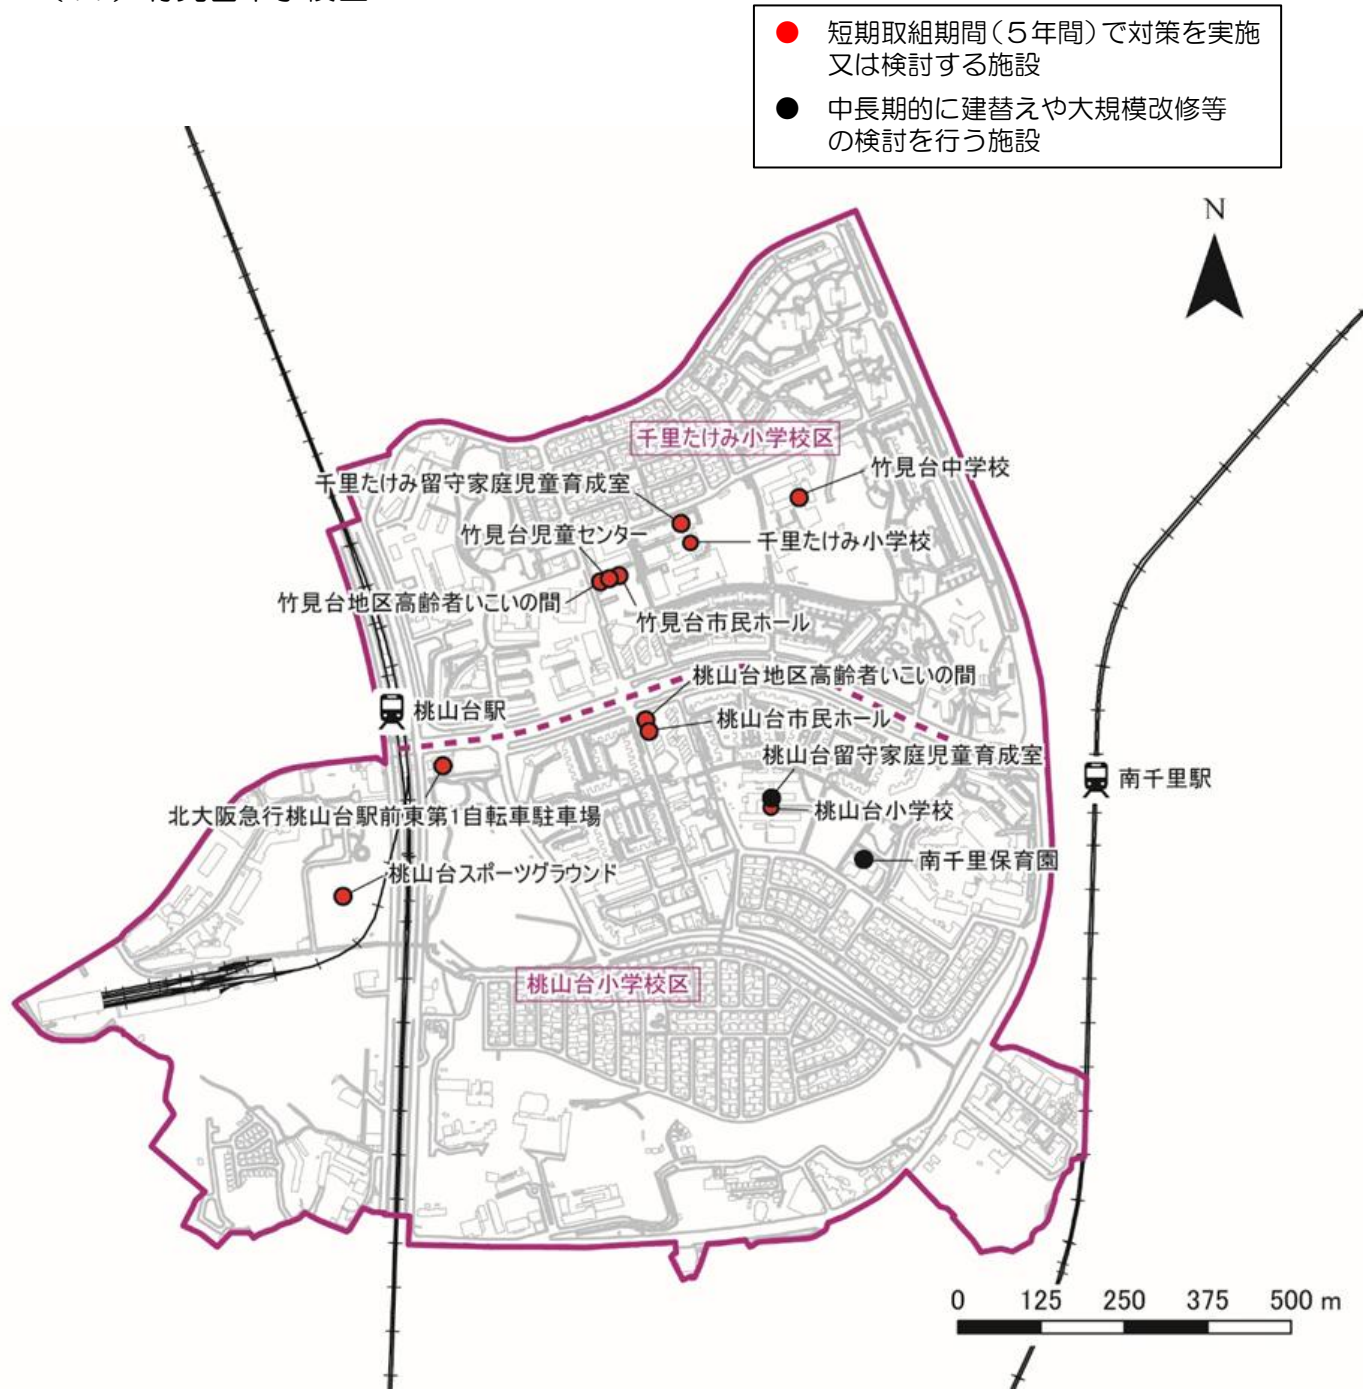 短期取組期間(5年間)で対策を実施
又は検討する施設
中長期的に建替えや大規模改修等
の検討を行う施設
N
千里たけみ小学校区
竹見台中学校
千里たけみ留守家庭児童育成室
竹見台児童センター
千里たけみ小学校
竹見台地区高齢者いこいの間
竹見台市民ホール
桃山台地区高齢者いこいの間
桃山台駅
桃山台市民ホール
桃山台留守家庭児童育成室
南千里駅
北大阪急行桃山台駅前東第1自転車駐車場
桃山台小学校
南千里保育園
桃山台スポーツグラウンド
桃山台小学校区
0 125 250 375 500 m